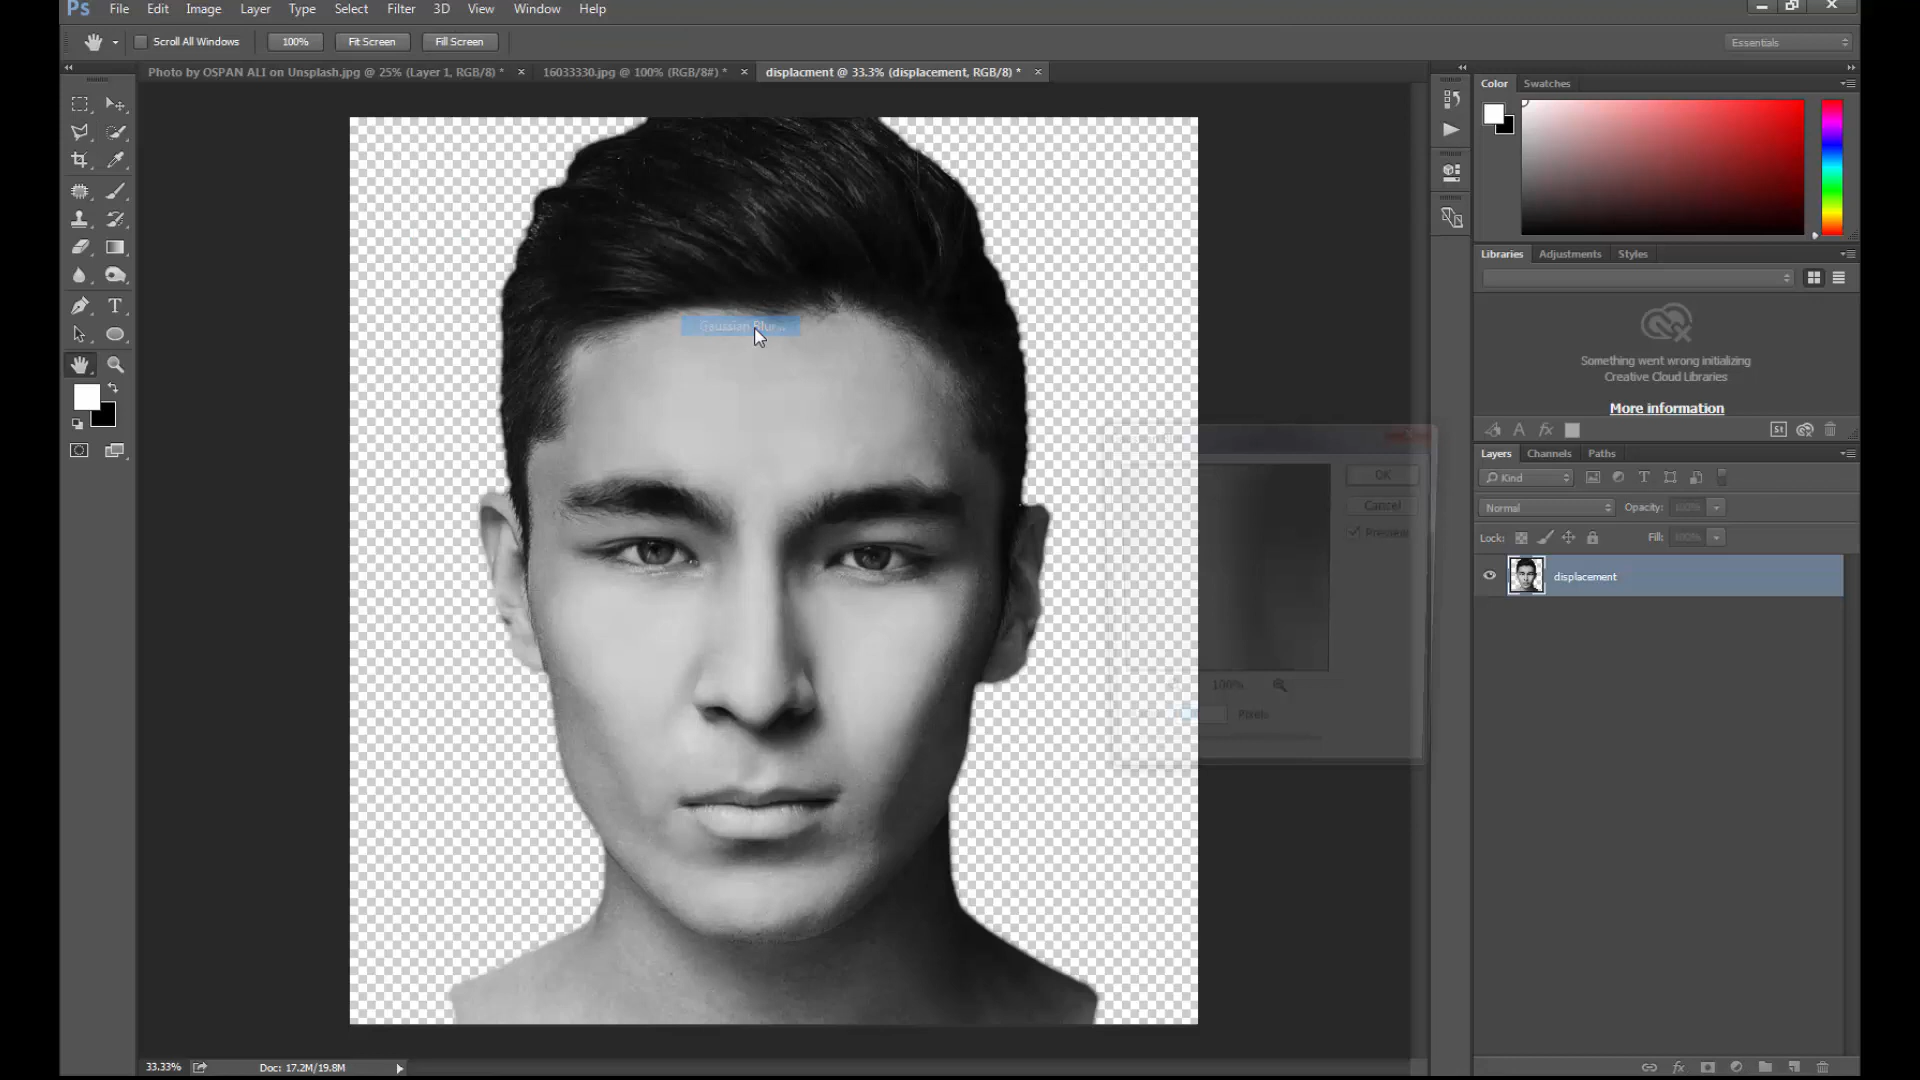 Ps File Edit Image Layer Type Select Filter 3D View Window Help
Scroll All Windows 100% Fit Screen Fill Screen Essentials
Photo by OSPAN ALI on Unsplash.jpg @ 25% (Layer 1, RGB/8) * × 16033330.jpg @ 100% (RGB/8#) * × displacment @ 33.3% (displacement, RGB/8) * ×
Color Swatches
Libraries Adjustments Styles
Gaussian Blur...
Something went wrong initializing
Creative Cloud Libraries
More information
St
Layers Channels Paths
Kind
Normal Opacity: 100%
Lock: Fill: 100%
OK
Cancel
Preview
displacement
100%
Pixels
33.33% Doc: 17.2M/19.8M